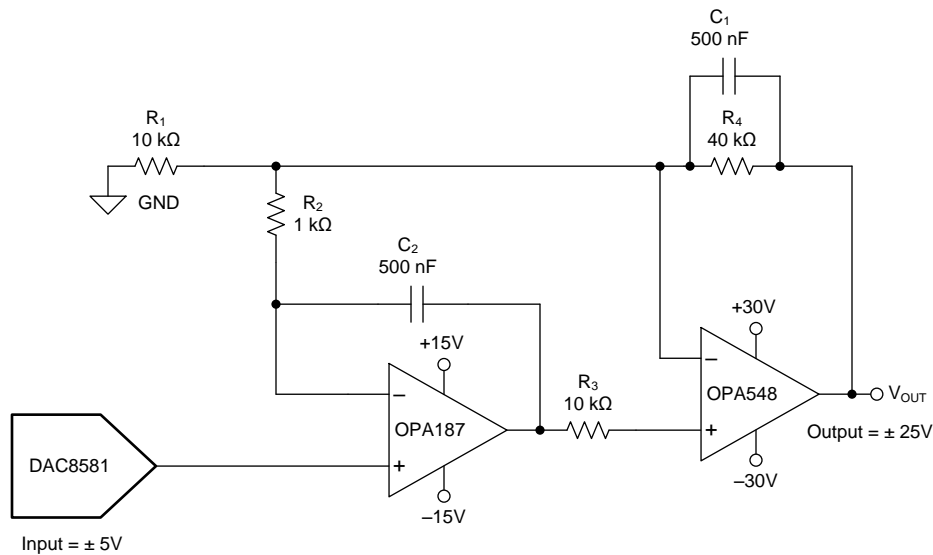 C₁
500 nF
R₁
10 kΩ
R₄
40 kΩ
GND
R₂
1 kΩ
C₂
500 nF
+15V
+30V
R₃
10 kΩ
−
OPA187
+
−
OPA548
+
V_OUT
Output = ± 25V
DAC8581
–15V
–30V
Input = ± 5V